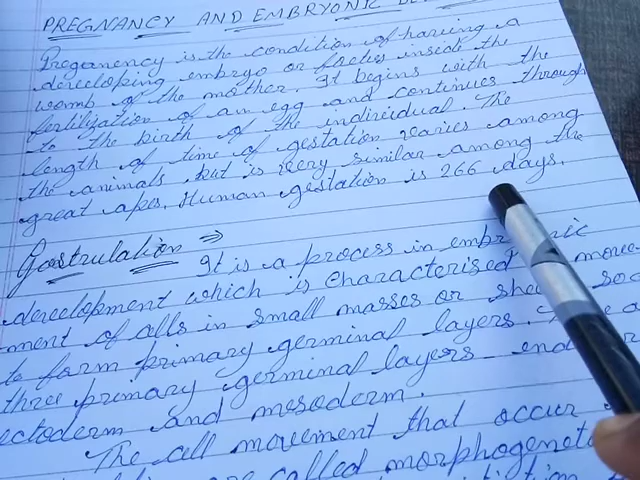 PREGNANCY AND EMBRYONIC
Preganency is the condition of having a
developing embryo or foetus inside the
womb of the mother. It begins with the
fertilization of an egg and continues through
to the birth of the individual. The
length of time of gestation varies among
the animals but is very similar among the
great apes. Human gestation is 266 days.
Gastrulation ⇒
It is a process in
development which is characterised move-
-ment of cells in small masses or
to form primary germinal layers.
three primary germinal layers
ectoderm and mesoderm.
The cell movement that occur
called